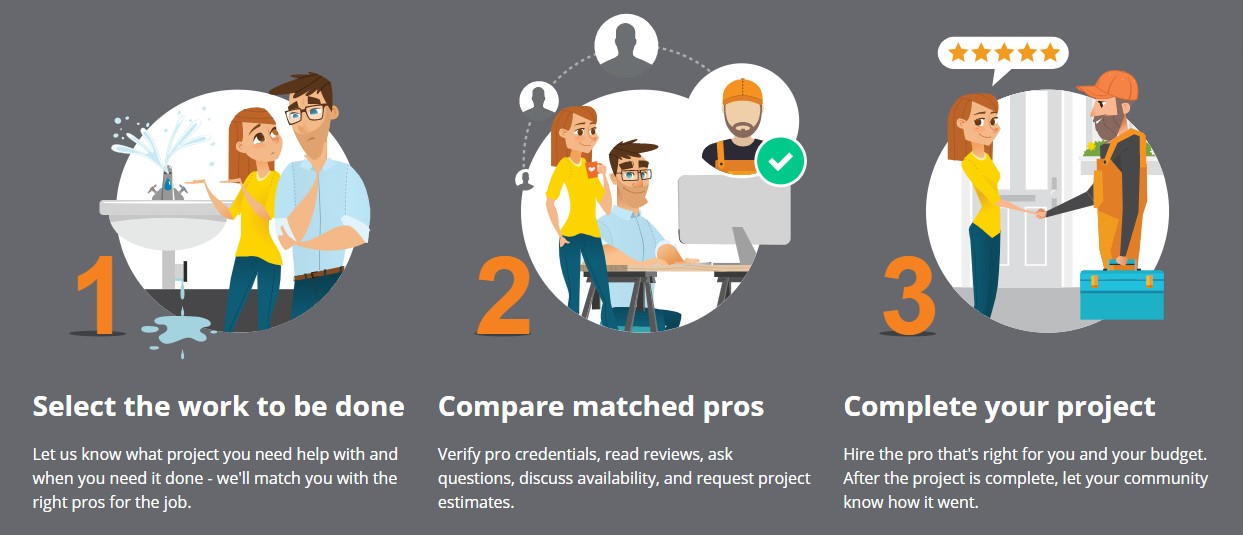 1
Select the work to be done
Let us know what project you need help with and
when you need it done - we'll match you with the
right pros for the job.
2
Compare matched pros
Verify pro credentials, read reviews, ask
questions, discuss availability, and request project
estimates.
3
Complete your project
Hire the pro that's right for you and your budget.
After the project is complete, let your community
know how it went.